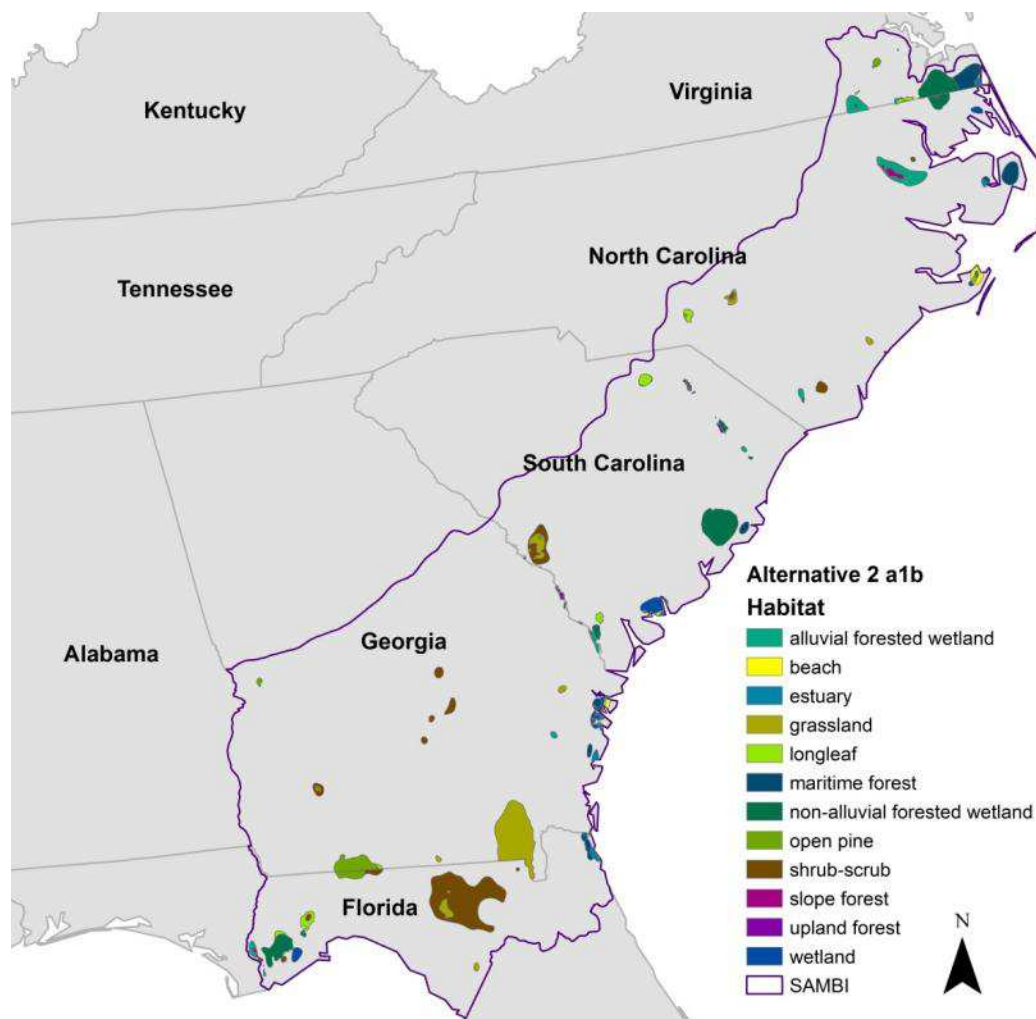 Kentucky
Virginia
Tennessee
North Carolina
South Carolina
Alabama
Georgia
Florida
Alternative 2 a1b
Habitat
alluvial forested wetland
beach
estuary
grassland
longleaf
maritime forest
non-alluvial forested wetland
open pine
shrub-scrub
slope forest
upland forest
wetland
SAMBI
N